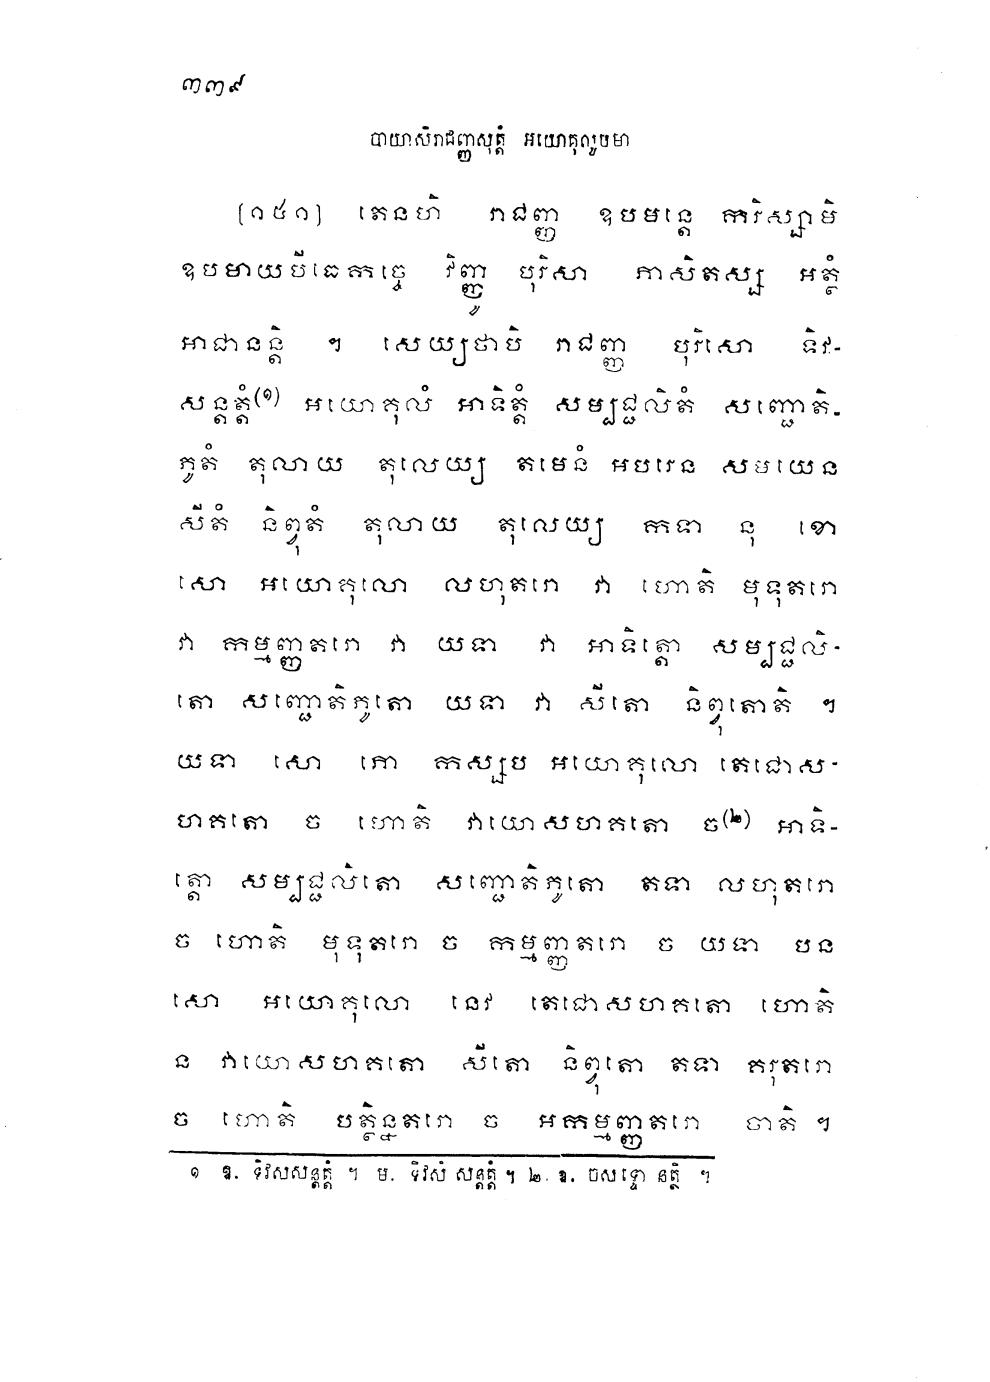 ៣៣៩
បាយាសិរាជញ្ញសុត្តំ អយោគុលូបមា
[១៥១] តេនហិ រាជញ្ញ ឧបមន្តេ ករិស្សាមិ
ឧបមាយបីធេកច្ចេ វិញ្ញូ បុរិសា ភាសិតស្ស អត្ថំ
អាជានន្តិ ។ សេយ្យថាបិ រាជញ្ញ បុរិសោ ទិវ-
សន្តត្តំ(១) អយោគុលំ អាទិត្តំ សម្បជ្ជលិតំ សញ្ជោតិ-
ភូតំ តុលាយ តុលេយ្យ តមេនំ អបរេន សមយេន
សីតំ និព្វុតំ តុលាយ តុលេយ្យ កទា នុ ខោ
សោ អយោគុលោ លហុតរោ វា ហោតិ មុទុតរោ
វា កម្មញ្ញតរោ វា យទា វា អាទិត្តោ សម្បជ្ជលិ-
តោ សញ្ជោតិភូតោ យទា វា សីតោ និព្វុតោតិ ។
យទា សោ ភោ កស្សប អយោគុលោ តេជោស-
ហគតោ ច ហោតិ វាយោសហគតោ ច(២) អាទិ-
ត្តោ សម្បជ្ជលិតោ សញ្ជោតិភូតោ តទា លហុតរោ
ច ហោតិ មុទុតរោ ច កម្មញ្ញតរោ ច យទា បន
សោ អយោគុលោ នេវ តេជោសហគតោ ហោតិ
ន វាយោសហគតោ សីតោ និព្វុតោ តទា គរុតរោ
ច ហោតិ បត្ថិន្នតរោ ច អកម្មញ្ញតរោ ចាតិ ។
១ ឱ. ទិវសសន្តត្តំ ។ ម. ទិវសំ សន្តត្តំ ។ ២. ឱ. ចសទ្ទោ នត្ថិ ។